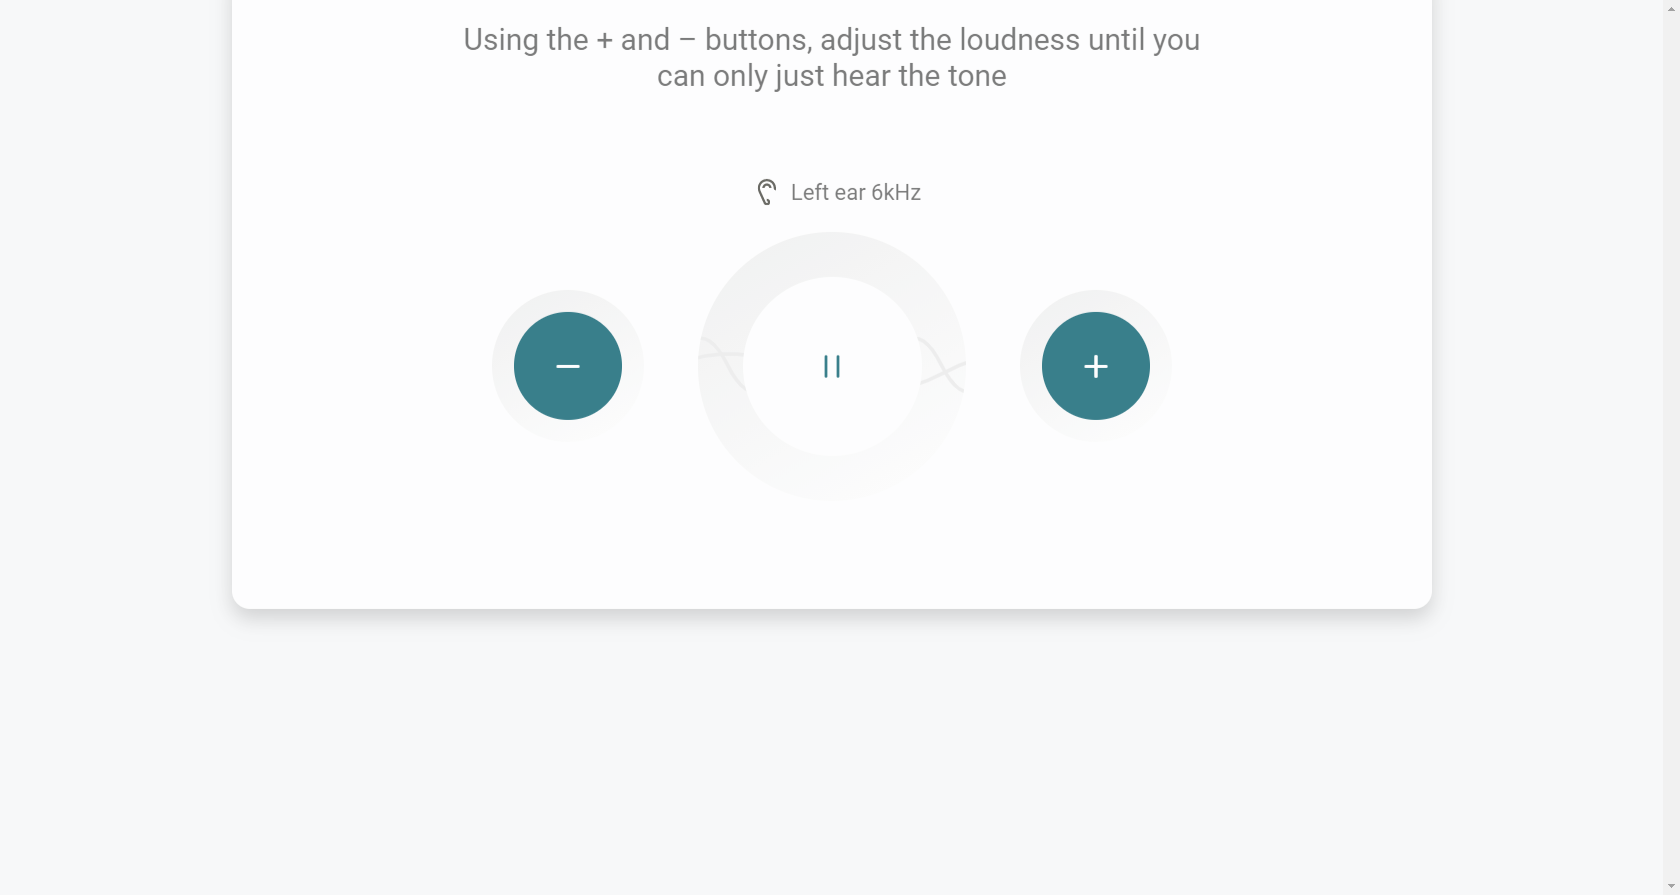 Using the + and – buttons, adjust the loudness until you
can only just hear the tone
Left ear 6kHz